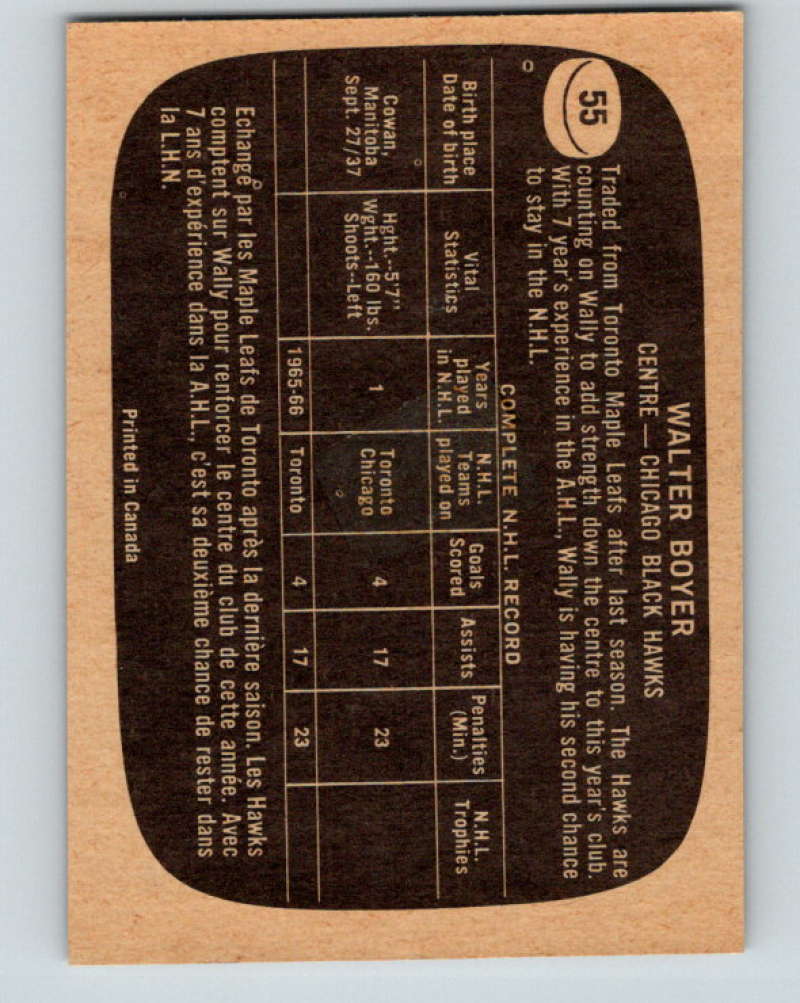 55
WALTER BOYER
CENTRE — CHICAGO BLACK HAWKS
Traded from Toronto Maple Leafs after last season. The Hawks are
counting on Wally to add strength down the centre to this year's club.
With 7 year's experience in the A.H.L., Wally is having his second chance
to stay in the N.H.L.
COMPLETE N.H.L. RECORD
Birth place Date of birth | Vital Statistics | Years played in N.H.L. | N.H.L. Teams played on | Goals Scored | Assists | Penalties (Min.) | N.H.L. Trophies
Cowan, Manitoba Sept. 27/37 | Hght.--5'7" Wght.--160 lbs. Shoots--Left | 1 | Toronto Chicago | 4 | 17 | 23
1965-66 | Toronto | 4 | 17 | 23
Echangé par les Maple Leafs de Toronto après la dernière saison. Les Hawks
comptent sur Wally pour renforcer le centre du club de cette année. Avec
7 ans d'expérience dans la A.H.L., c'est sa deuxième chance de rester dans
la L.H.N.
Printed in Canada